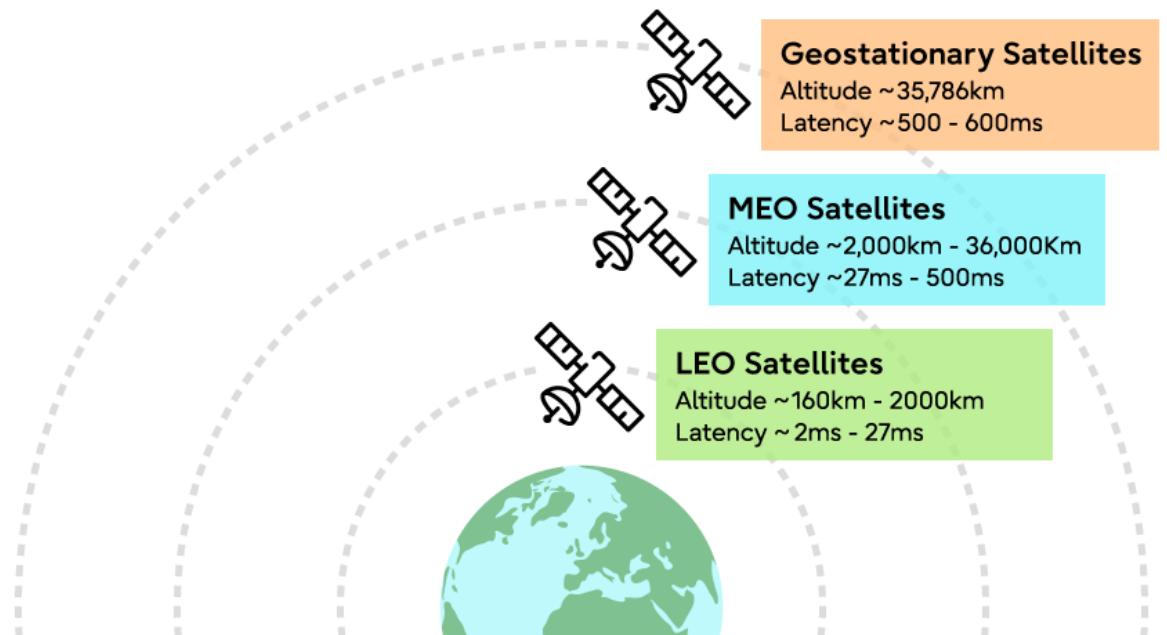 Geostationary Satellites
Altitude ~35,786km
Latency ~500 - 600ms
MEO Satellites
Altitude ~2,000km - 36,000Km
Latency ~27ms - 500ms
LEO Satellites
Altitude ~160km - 2000km
Latency ~2ms - 27ms